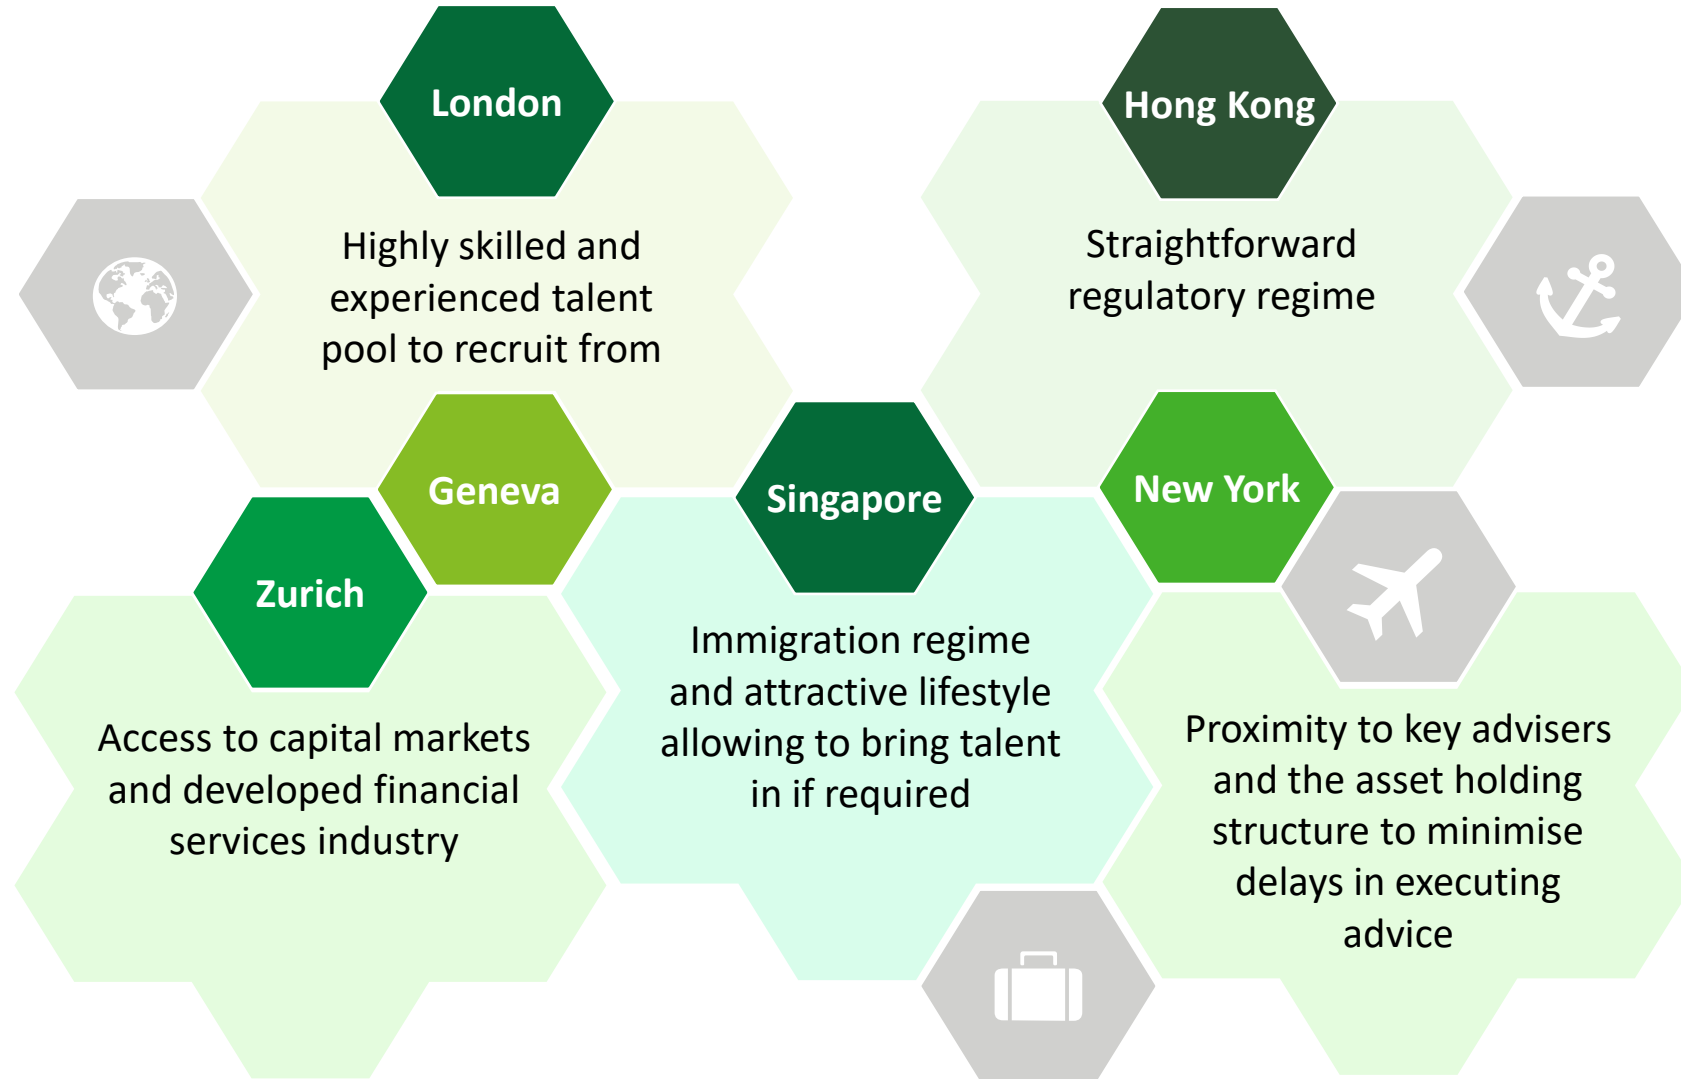 London
Hong Kong
Highly skilled and
experienced talent
pool to recruit from
Straightforward
regulatory regime
Geneva
Singapore
New York
Zurich
Access to capital markets
and developed financial
services industry
Immigration regime
and attractive lifestyle
allowing to bring talent
in if required
Proximity to key advisers
and the asset holding
structure to minimise
delays in executing
advice